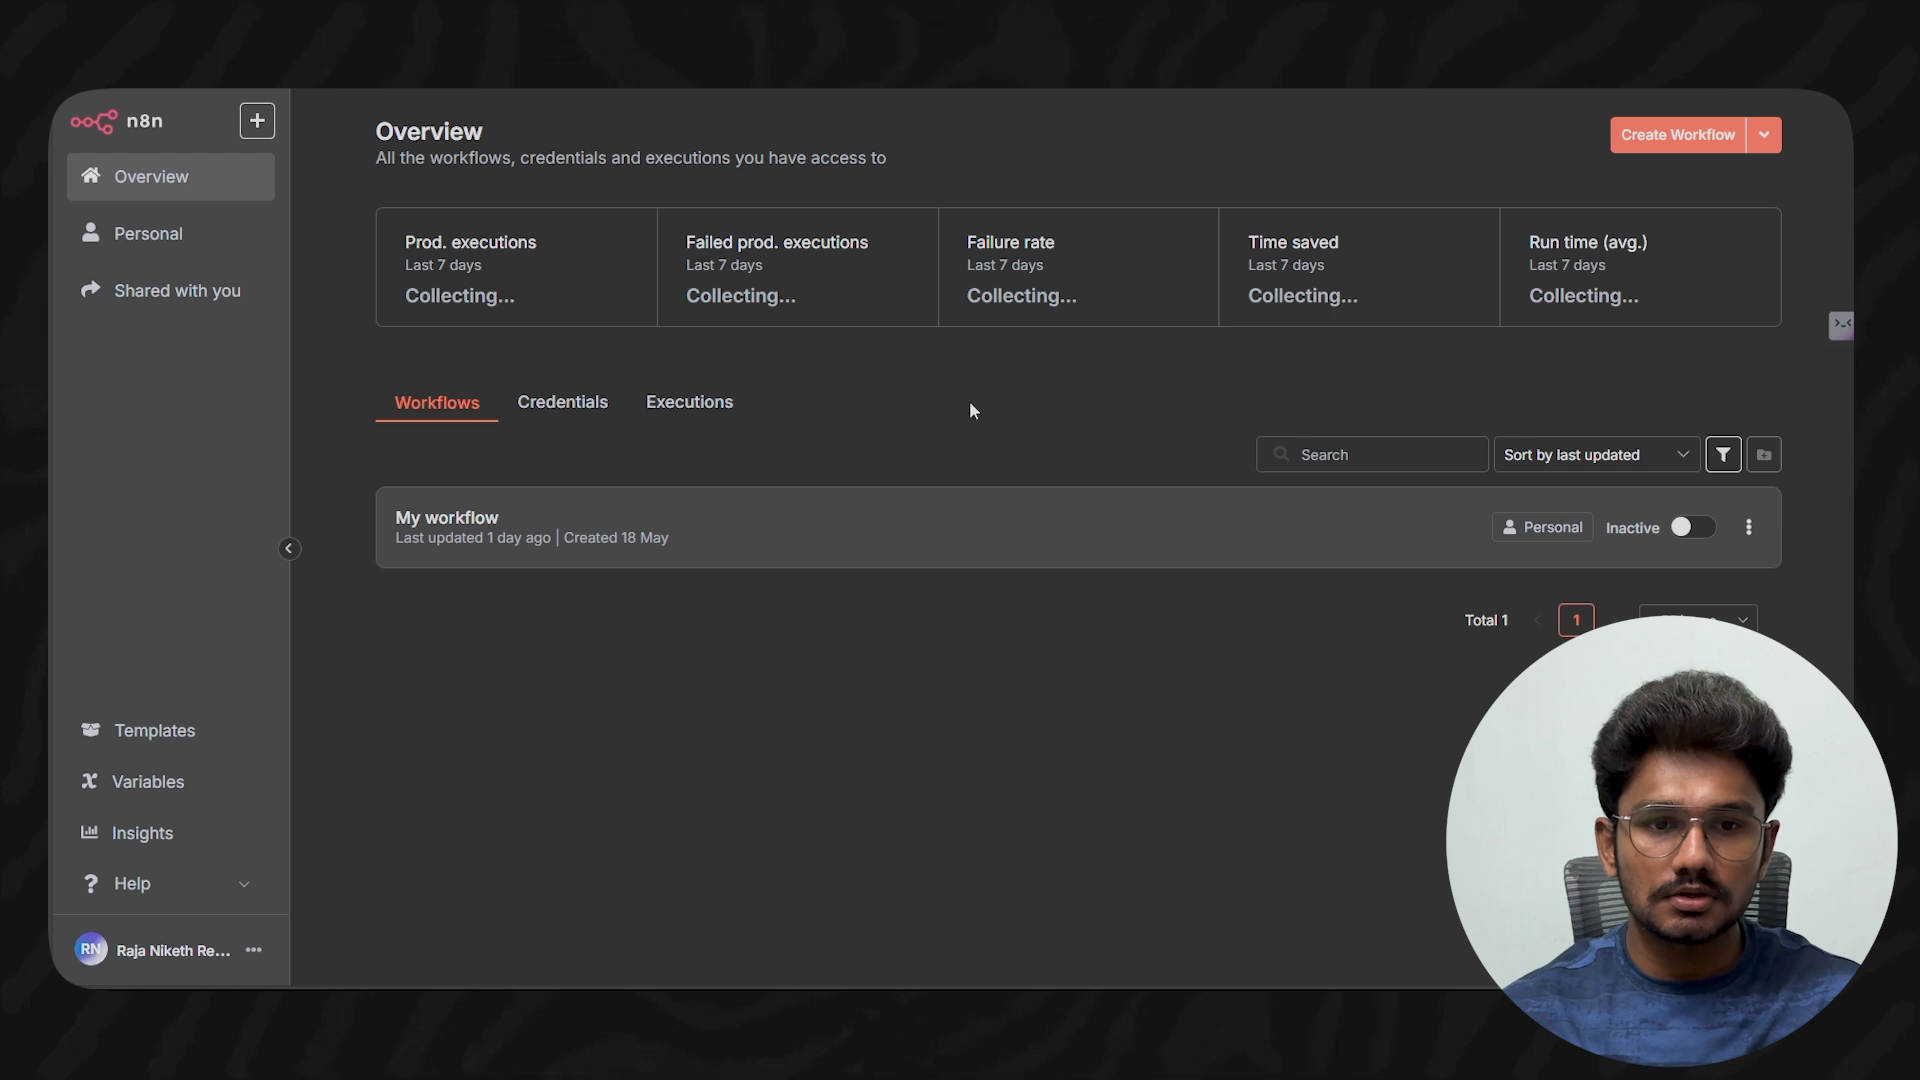 n8n
+
Overview
Personal
Shared with you
Templates
Variables
Insights
? Help
RN Raja Niketh Re... •••
Overview
All the workflows, credentials and executions you have access to
Create Workflow
Prod. executions
Last 7 days
Collecting...
Failed prod. executions
Last 7 days
Collecting...
Failure rate
Last 7 days
Collecting...
Time saved
Last 7 days
Collecting...
Run time (avg.)
Last 7 days
Collecting...
Workflows Credentials Executions
Search
Sort by last updated
My workflow
Last updated 1 day ago | Created 18 May
Personal
Inactive
Total 1
1